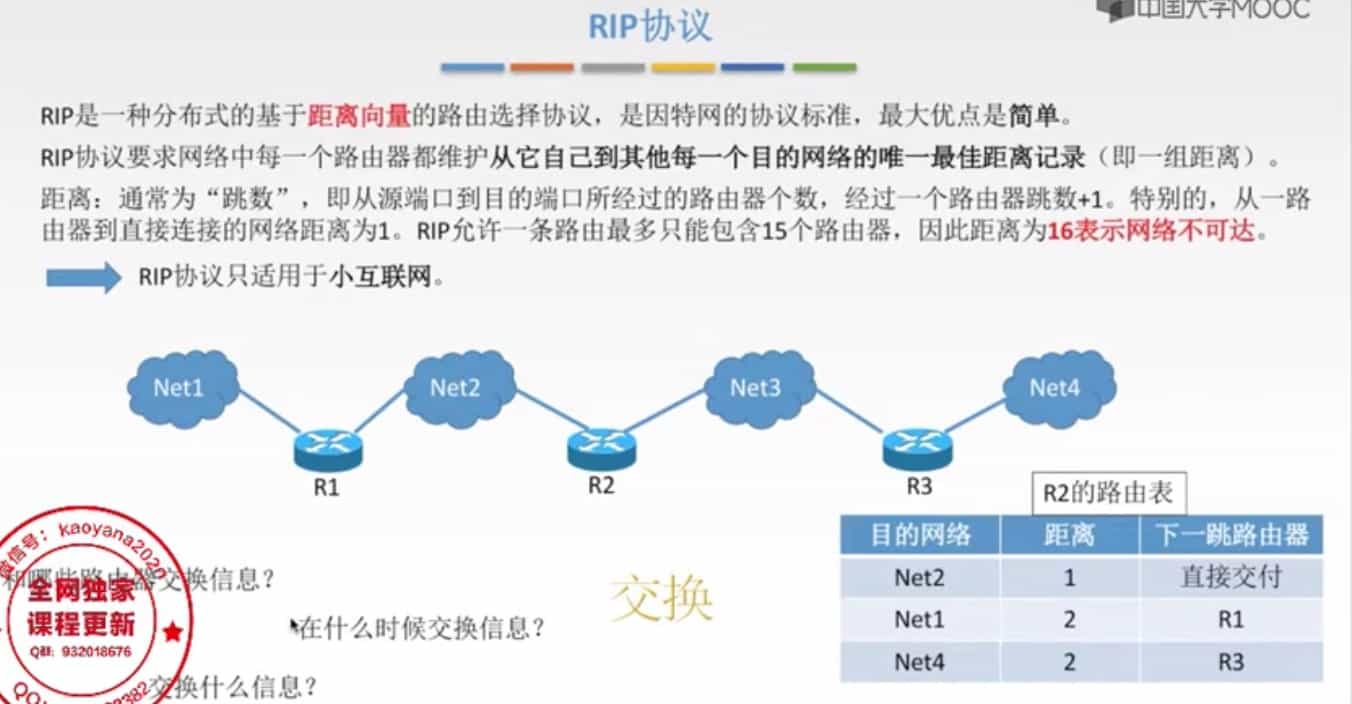 中国大学MOOC
RIP协议
RIP是一种分布式的基于距离向量的路由选择协议，是因特网的协议标准，最大优点是简单。
RIP协议要求网络中每一个路由器都维护从它自己到其他每一个目的网络的唯一最佳距离记录（即一组距离）。
距离：通常为“跳数”，即从源端口到目的端口所经过的路由器个数，经过一个路由器跳数+1。特别的，从一路
由器到直接连接的网络距离为1。RIP允许一条路由最多只能包含15个路由器，因此距离为16表示网络不可达。
RIP协议只适用于小互联网。
Net1 Net2 Net3 Net4
R1 R2 R3
R2的路由表
目的网络 距离 下一跳路由器
Net2 1 直接交付
Net1 2 R1
Net4 2 R3
和哪些路由器交换信息？
交换
在什么时候交换信息？
交换什么信息？
微信号：kaoyana2020
全网独家
课程更新
Q群：932018676